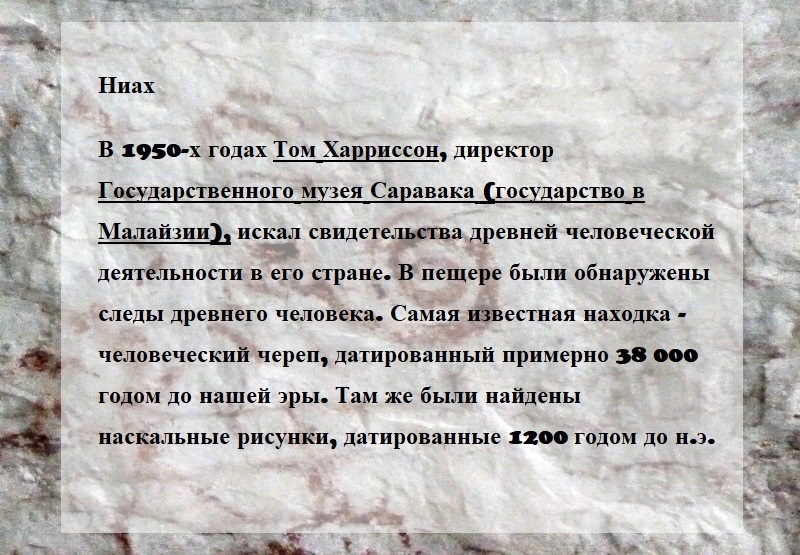 Ниах
В 1950-х годах Том Харриссон, директор
Государственного музея Саравака (государство в
Малайзии), искал свидетельства древней человеческой
деятельности в его стране. В пещере были обнаружены
следы древнего человека. Самая известная находка -
человеческий череп, датированный примерно 38 000
годом до нашей эры. Там же были найдены
наскальные рисунки, датированные 1200 годом до н.э.